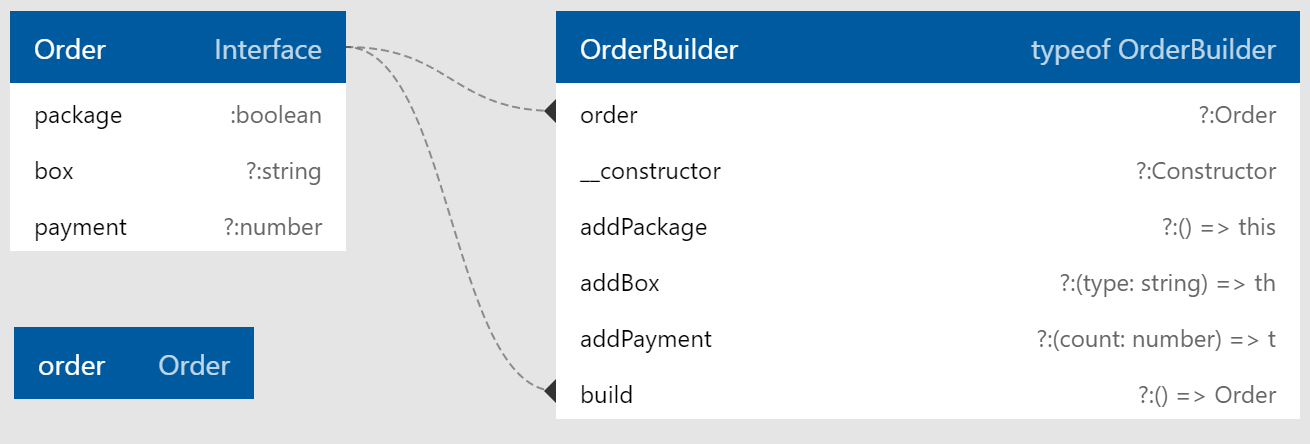 Order Interface
package :boolean
box ?:string
payment ?:number
order Order
OrderBuilder typeof OrderBuilder
order ?:Order
__constructor ?:Constructor
addPackage ?:() => this
addBox ?:(type: string) => th
addPayment ?:(count: number) => t
build ?:() => Order